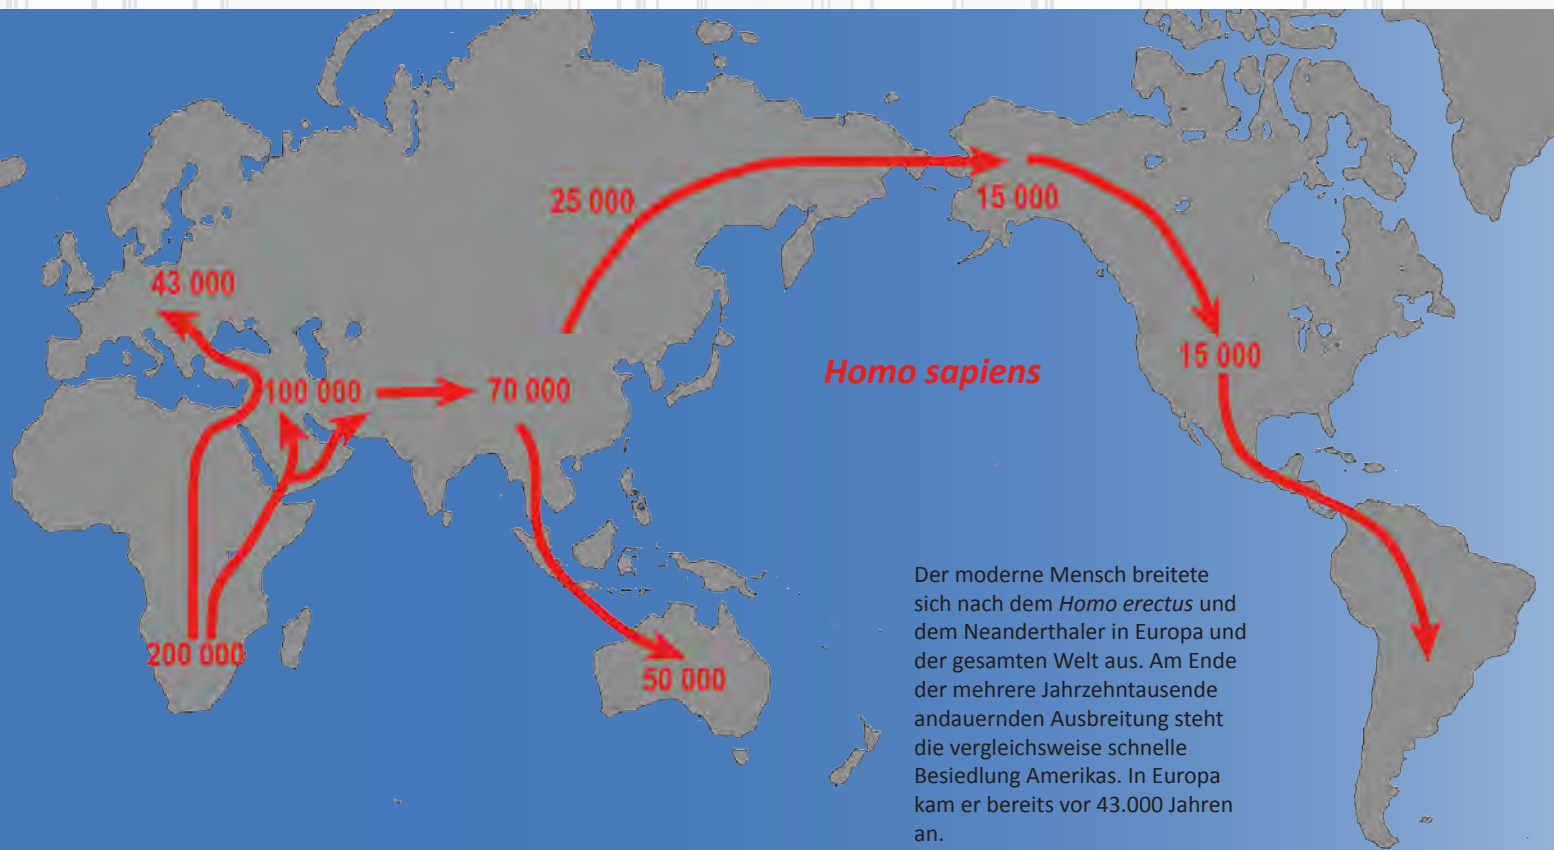 25 000
15 000
43 000
15 000
Homo sapiens
100 000
70 000
200 000
50 000
Der moderne Mensch breitete
sich nach dem Homo erectus und
dem Neanderthaler in Europa und
der gesamten Welt aus. Am Ende
der mehrere Jahrzehntausende
andauernden Ausbreitung steht
die vergleichsweise schnelle
Besiedlung Amerikas. In Europa
kam er bereits vor 43.000 Jahren
an.